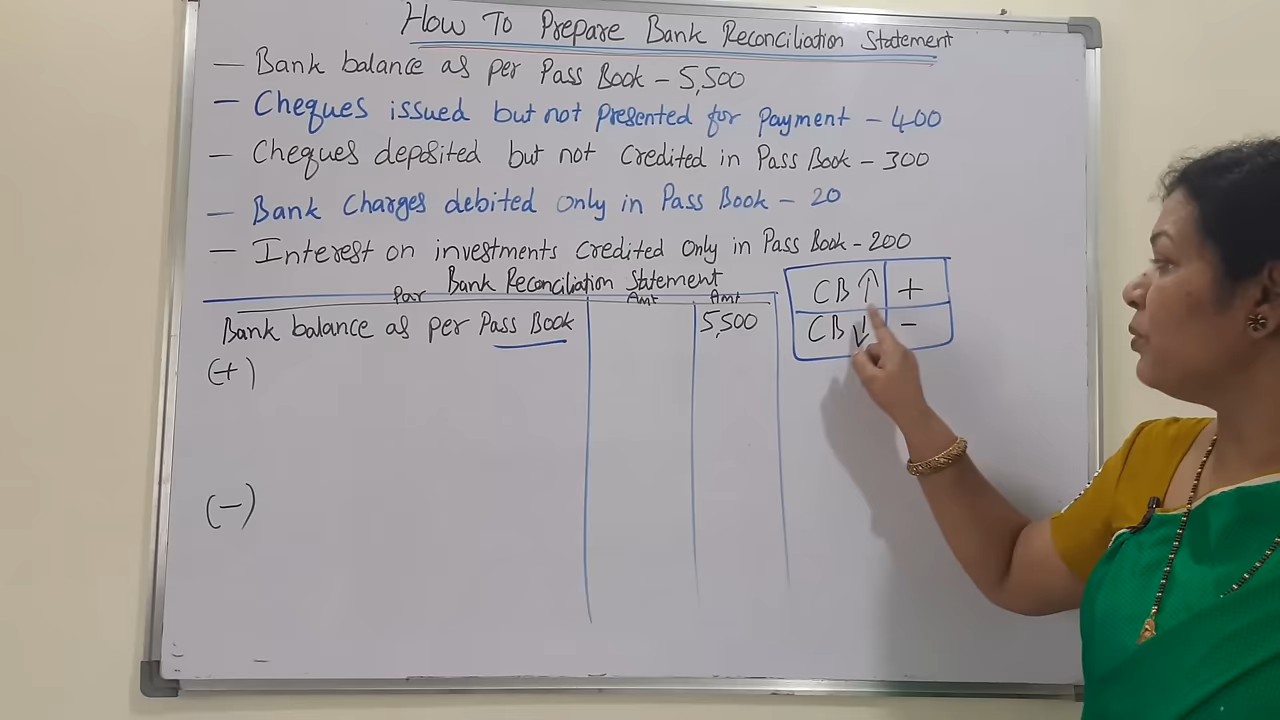 How To Prepare Bank Reconciliation Statement
— Bank balance as per Pass Book - 5,500
— Cheques issued but not presented for payment - 400
— Cheques deposited but not credited in Pass Book - 300
— Bank charges debited only in Pass Book - 20
— Interest on investments credited only in Pass Book - 200
Bank Reconciliation Statement
Par Amt Amt
Bank balance as per Pass Book 5,500
(+)
(-)
CB↑ +
CB↓ -